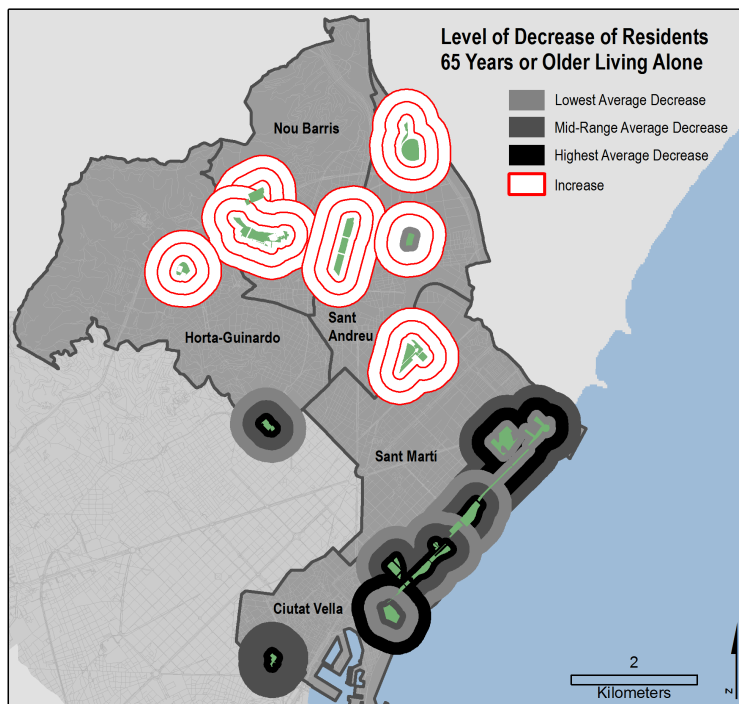 Level of Decrease of Residents
65 Years or Older Living Alone
Lowest Average Decrease
Mid-Range Average Decrease
Highest Average Decrease
Increase
Nou Barris
Sant
Andreu
Horta-Guinardo
Sant Martí
Ciutat Vella
2
Kilometers
z